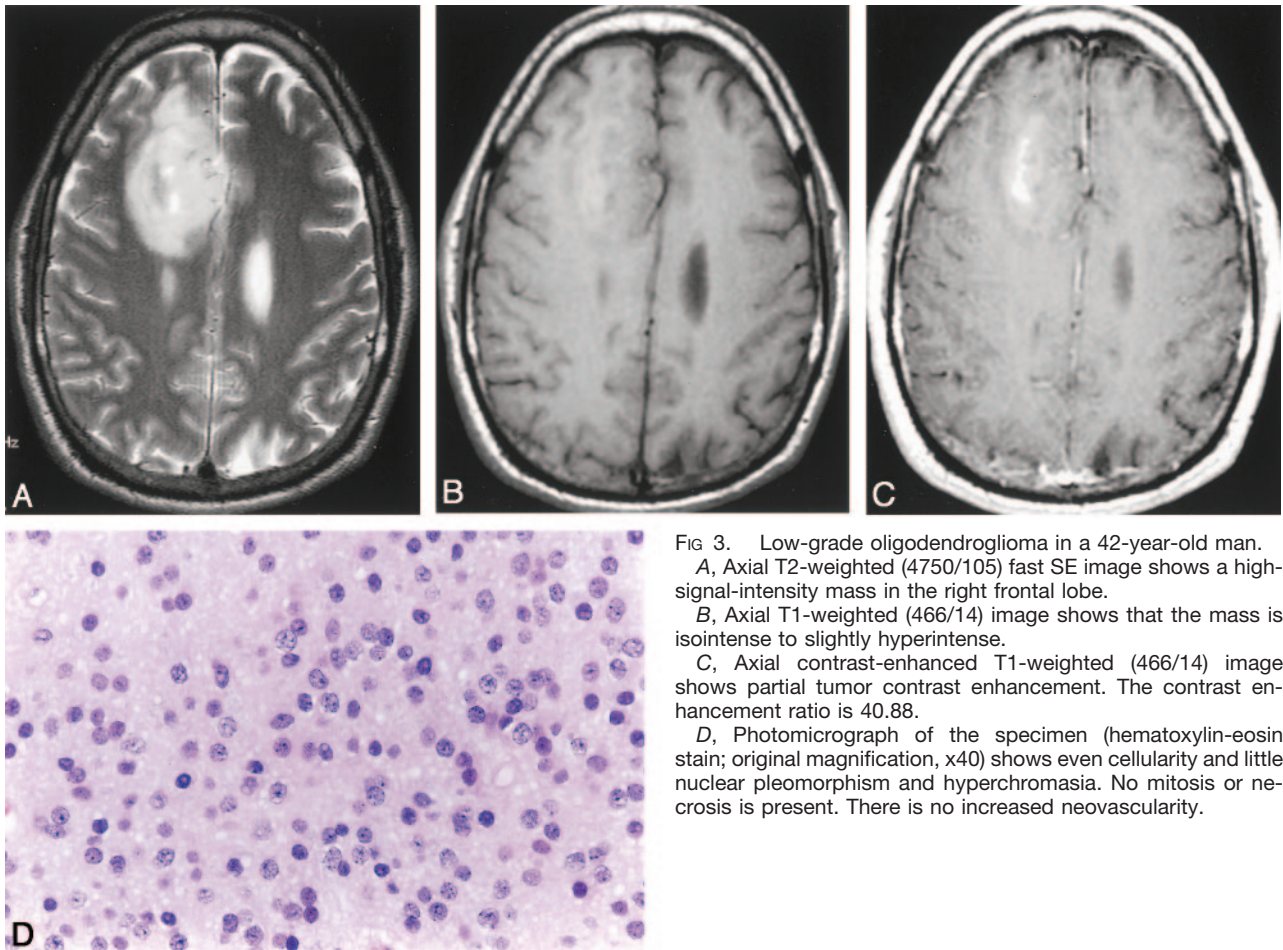 Hz
A
B
C
D
FIG 3. Low-grade oligodendroglioma in a 42-year-old man.
A, Axial T2-weighted (4750/105) fast SE image shows a high-
signal-intensity mass in the right frontal lobe.
B, Axial T1-weighted (466/14) image shows that the mass is
isointense to slightly hyperintense.
C, Axial contrast-enhanced T1-weighted (466/14) image
shows partial tumor contrast enhancement. The contrast en-
hancement ratio is 40.88.
D, Photomicrograph of the specimen (hematoxylin-eosin
stain; original magnification, x40) shows even cellularity and little
nuclear pleomorphism and hyperchromasia. No mitosis or ne-
crosis is present. There is no increased neovascularity.